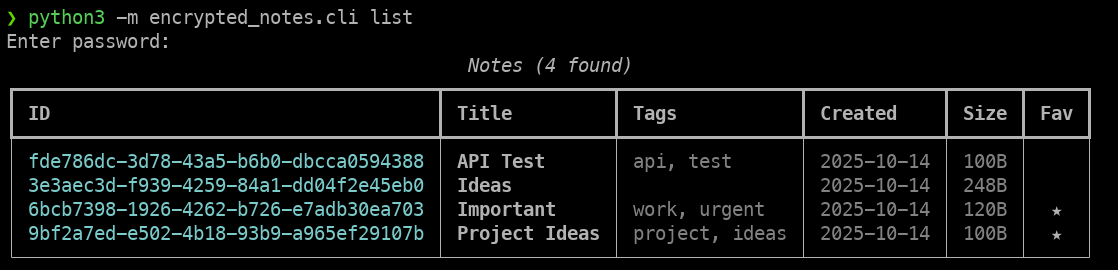 ❯ python3 -m encrypted_notes.cli list
Enter password:
Notes (4 found)
ID Title Tags Created Size Fav
fde786dc-3d78-43a5-b6b0-dbcca0594388 API Test api, test 2025-10-14 100B
3e3aec3d-f939-4259-84a1-dd04f2e45eb0 Ideas 2025-10-14 248B
6bcb7398-1926-4262-b726-e7adb30ea703 Important work, urgent 2025-10-14 120B ★
9bf2a7ed-e502-4b18-93b9-a965ef29107b Project Ideas project, ideas 2025-10-14 100B ★